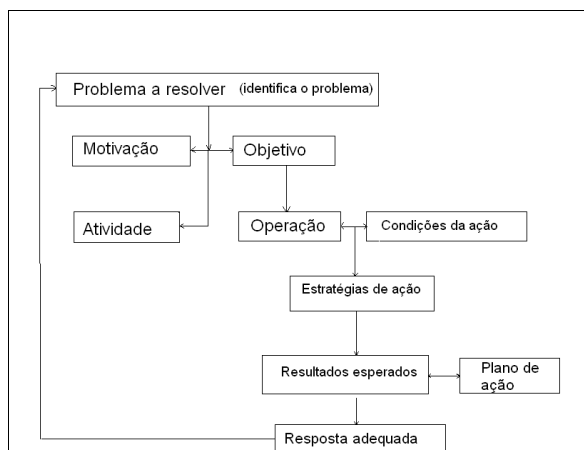 Problema a resolver (identifica o problema)
Motivação
Objetivo
Atividade
Operação
Condições da ação
Estratégias de ação
Resultados esperados
Plano de
ação
Resposta adequada